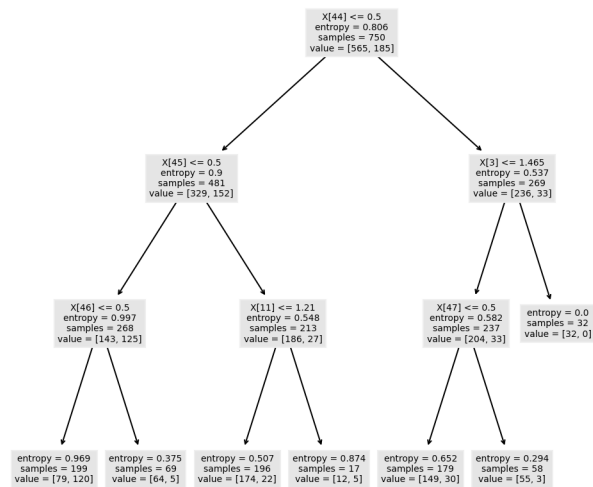 X[44] <= 0.5
entropy = 0.806
samples = 750
value = [565, 185]
X[45] <= 0.5
entropy = 0.9
samples = 481
value = [329, 152]
X[3] <= 1.465
entropy = 0.537
samples = 269
value = [236, 33]
X[46] <= 0.5
entropy = 0.997
samples = 268
value = [143, 125]
X[11] <= 1.21
entropy = 0.548
samples = 213
value = [186, 27]
X[47] <= 0.5
entropy = 0.582
samples = 237
value = [204, 33]
entropy = 0.0
samples = 32
value = [32, 0]
entropy = 0.969
samples = 199
value = [79, 120]
entropy = 0.375
samples = 69
value = [64, 5]
entropy = 0.507
samples = 196
value = [174, 22]
entropy = 0.874
samples = 17
value = [12, 5]
entropy = 0.652
samples = 179
value = [149, 30]
entropy = 0.294
samples = 58
value = [55, 3]